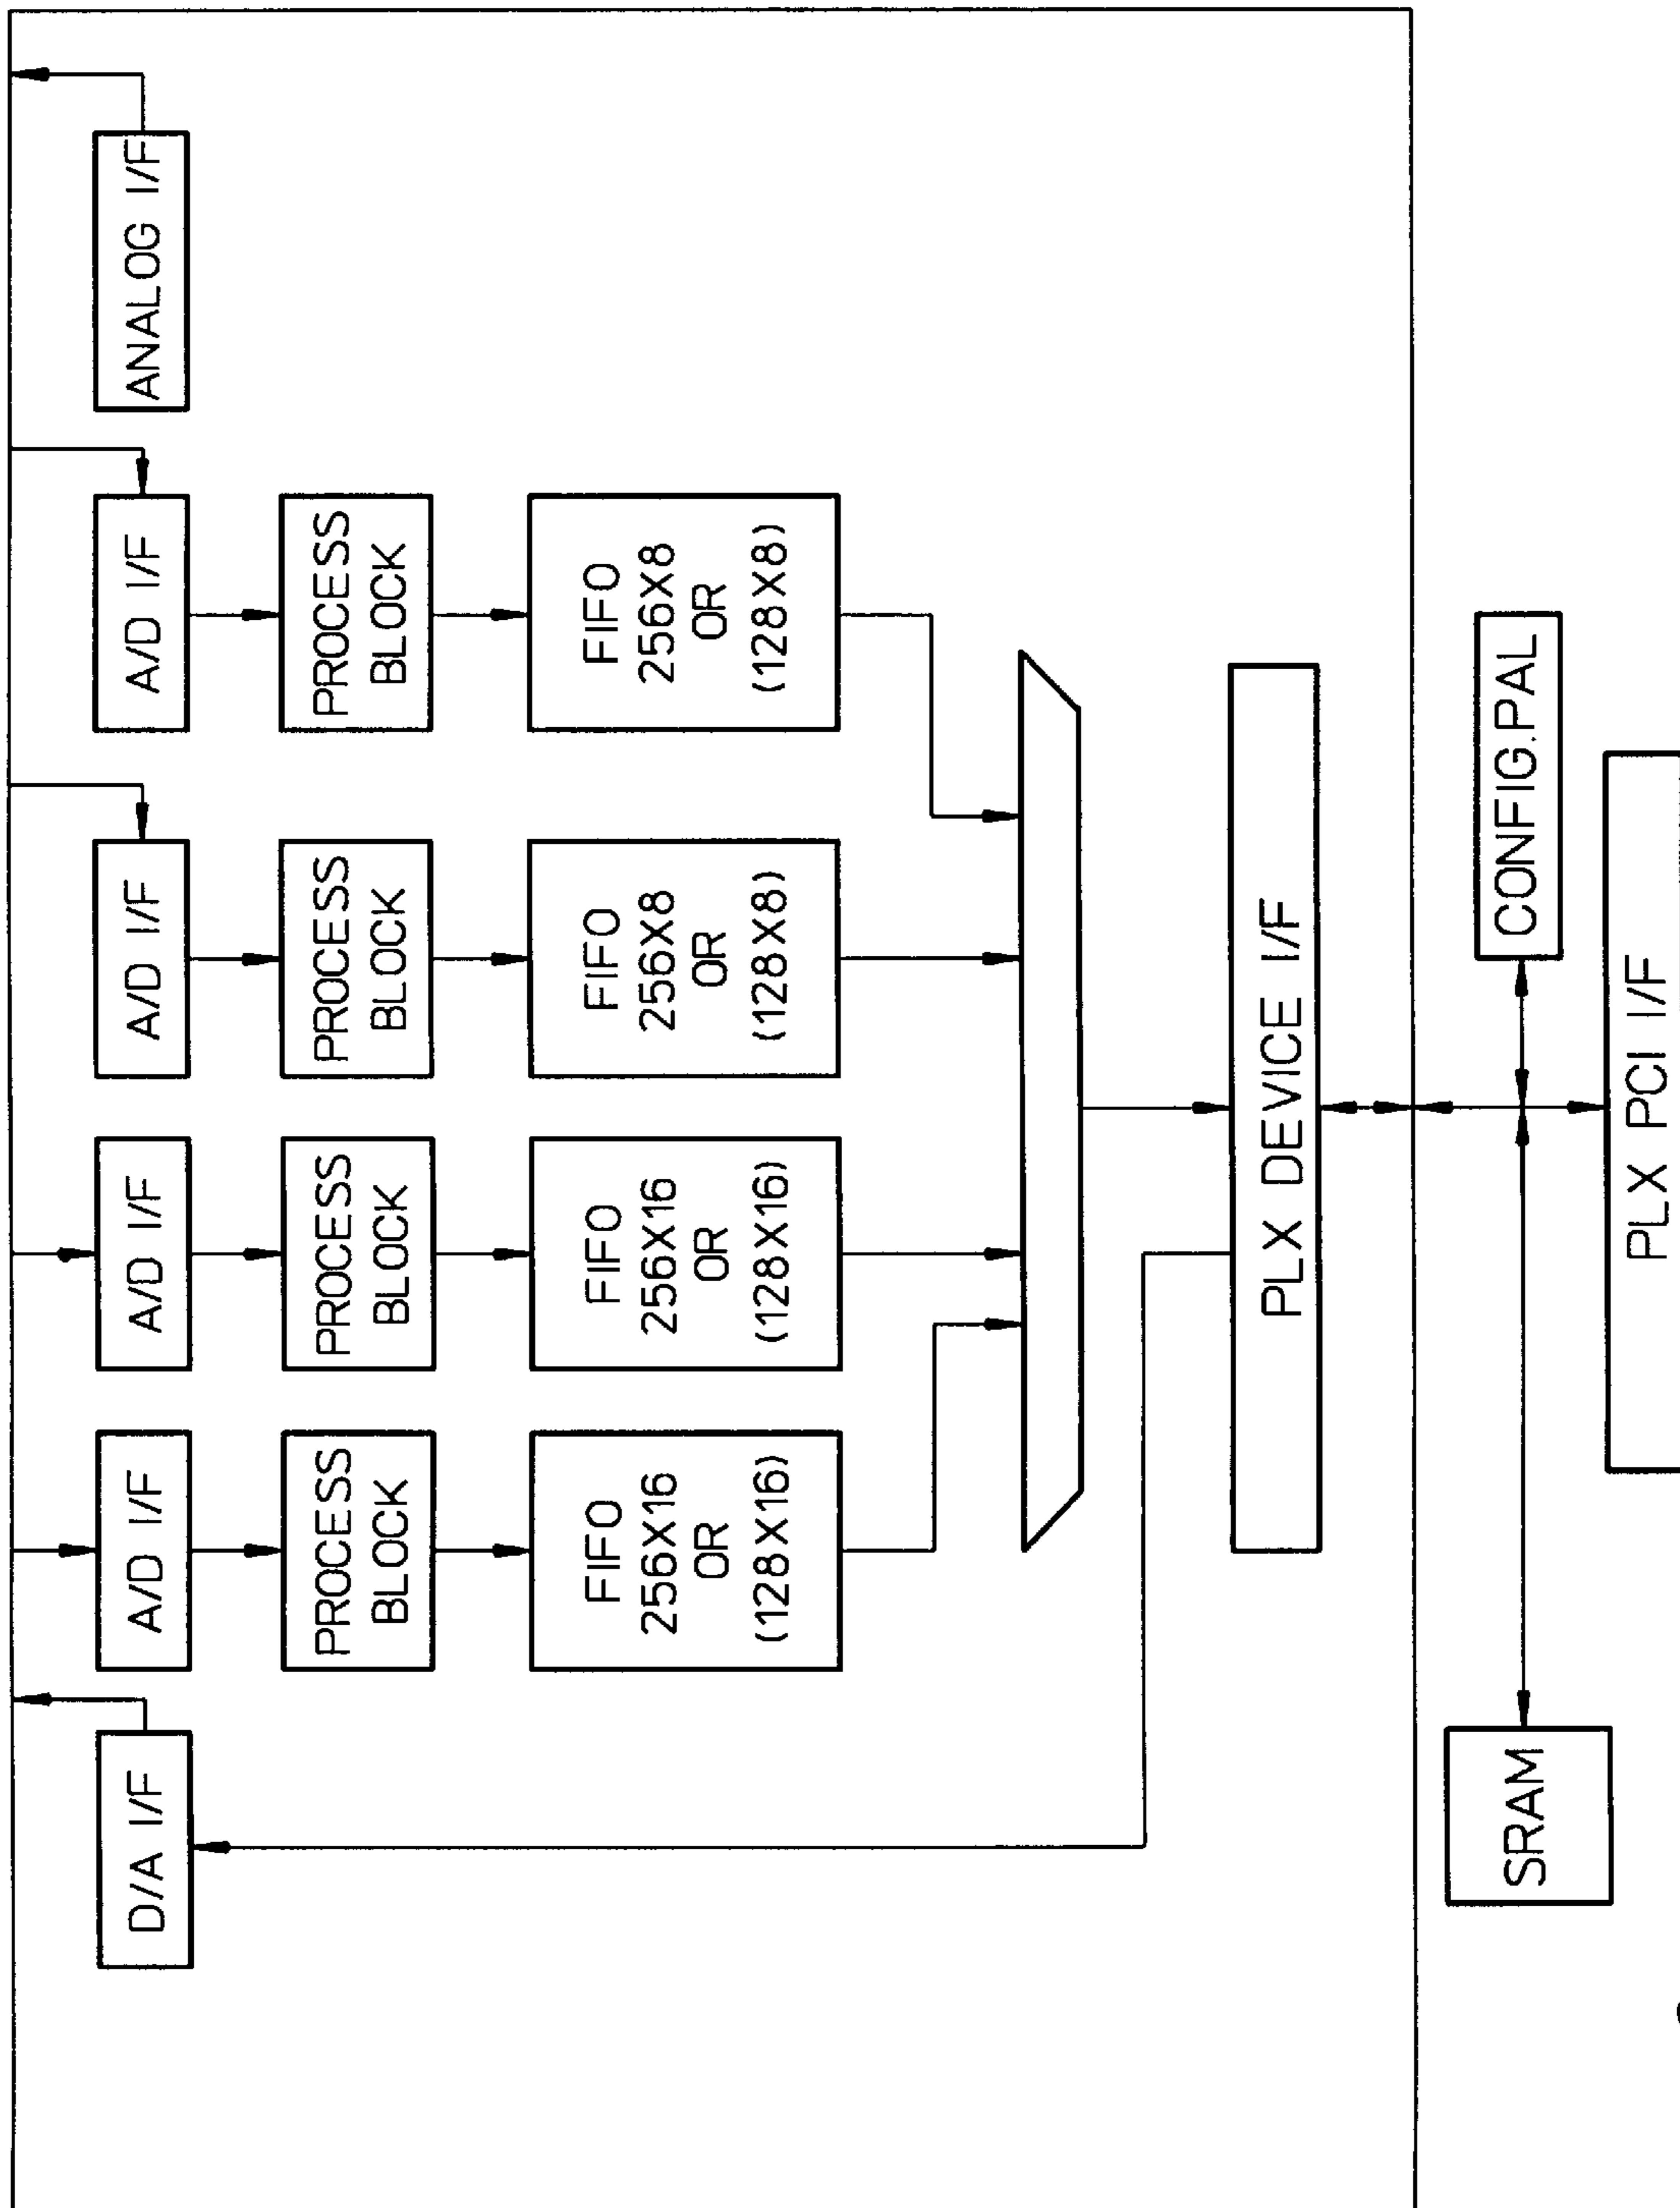 D/A I/F
A/D I/F
A/D I/F
A/D I/F
A/D I/F
ANALOG I/F
PROCESS
BLOCK
PROCESS
BLOCK
PROCESS
BLOCK
PROCESS
BLOCK
FIFO
256X16
OR
(128X16)
FIFO
256X16
OR
(128X16)
FIFO
256X8
OR
(128X8)
FIFO
256X8
OR
(128X8)
PLX DEVICE I/F
SRAM
CONFIG.PAL
PLX PCI I/F